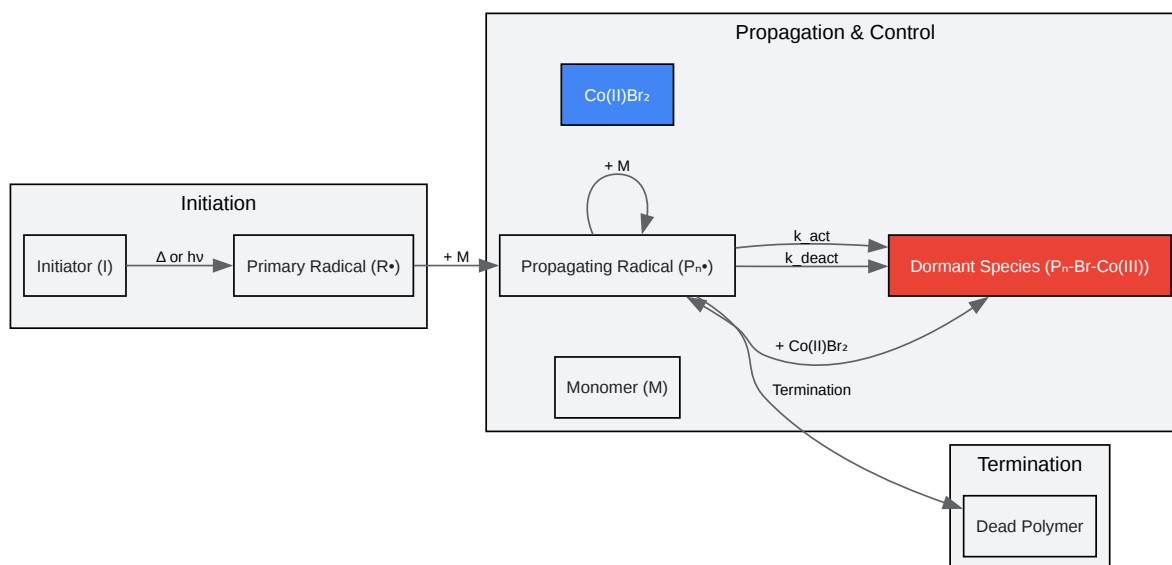 Propagation & Control
Co(II)Br₂
+ M
Initiation
Initiator (I)
Δ or hν
Primary Radical (R•)
+ M
Propagating Radical (Pₙ•)
k_act
k_deact
Dormant Species (Pₙ-Br-Co(III))
+ Co(II)Br₂
Monomer (M)
Termination
Termination
Dead Polymer